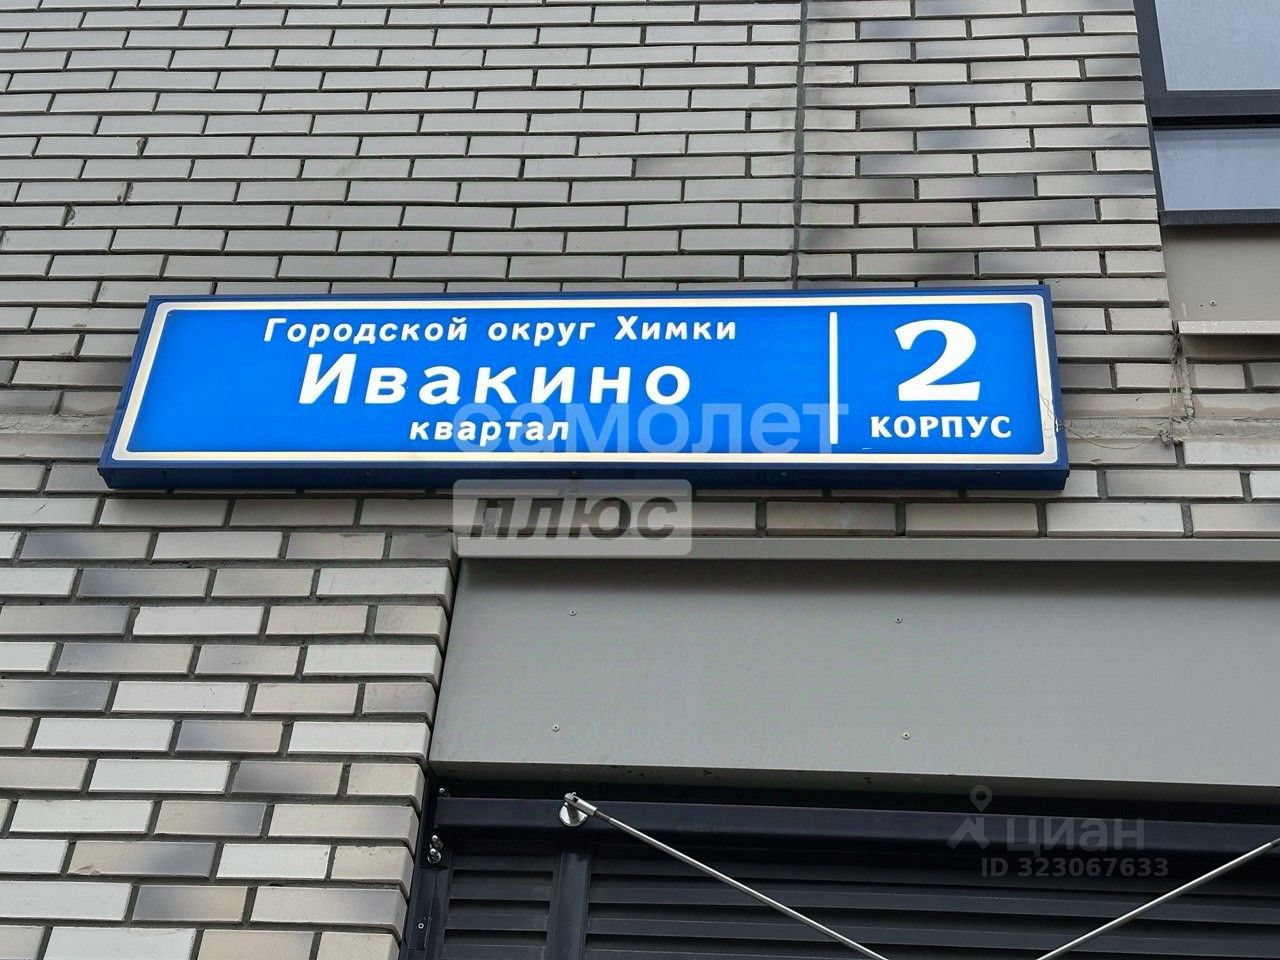 Городской округ Химки
Ивакино
квартал
2
КОРПУС
самолет
плюс
циан
ID 323067633